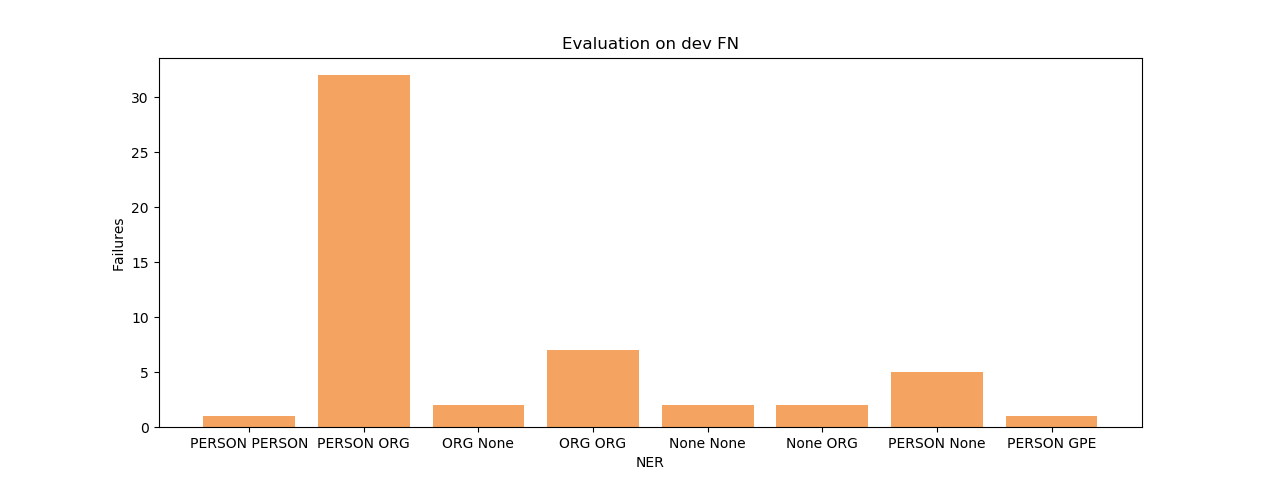 Evaluation on dev FN
Failures
30
25
20
15
10
5
0
PERSON PERSON PERSON ORG ORG None ORG ORG None None None ORG PERSON None PERSON GPE
NER